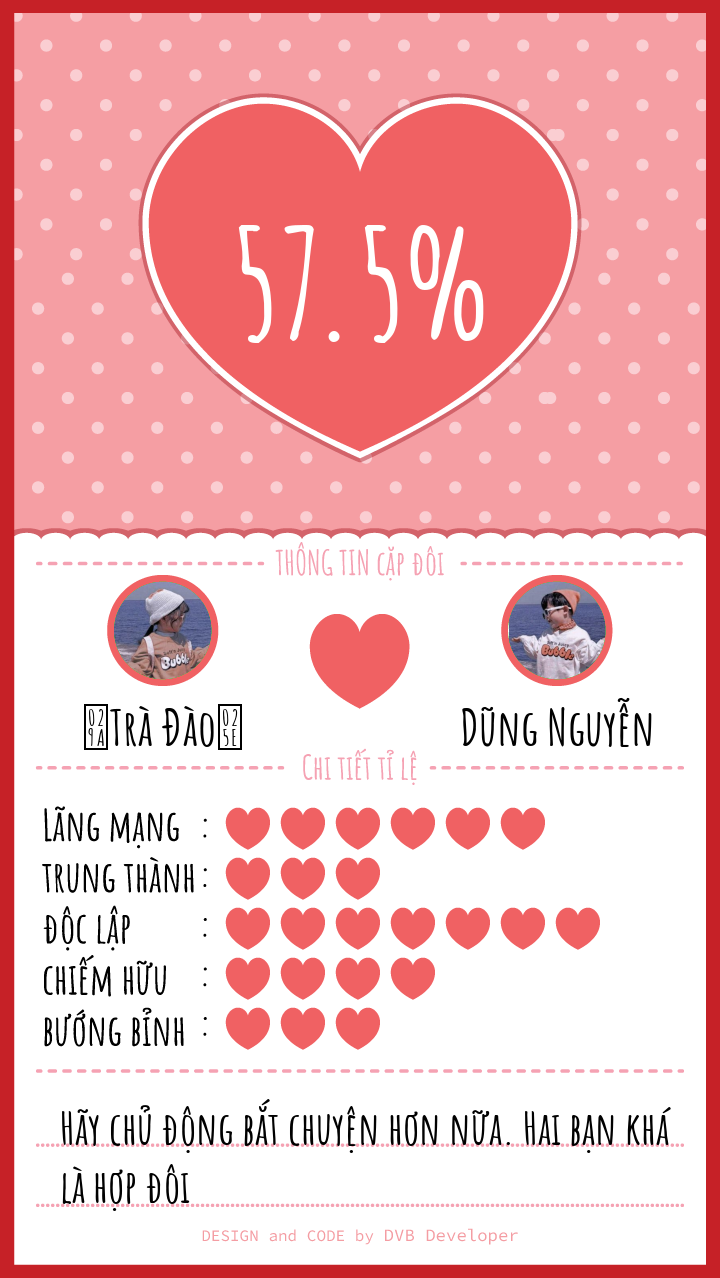 57.5%
THÔNG TIN CẶP ĐÔI
Trà Đào
Dũng Nguyễn
Chi tiết tỉ lệ
Lãng mạng :
trung thành :
độc lập :
chiếm hữu :
bướng bỉnh :
Hãy chủ động bắt chuyện hơn nữa. Hai bạn khá
là hợp đôi
DESIGN and CODE by DVB Developer